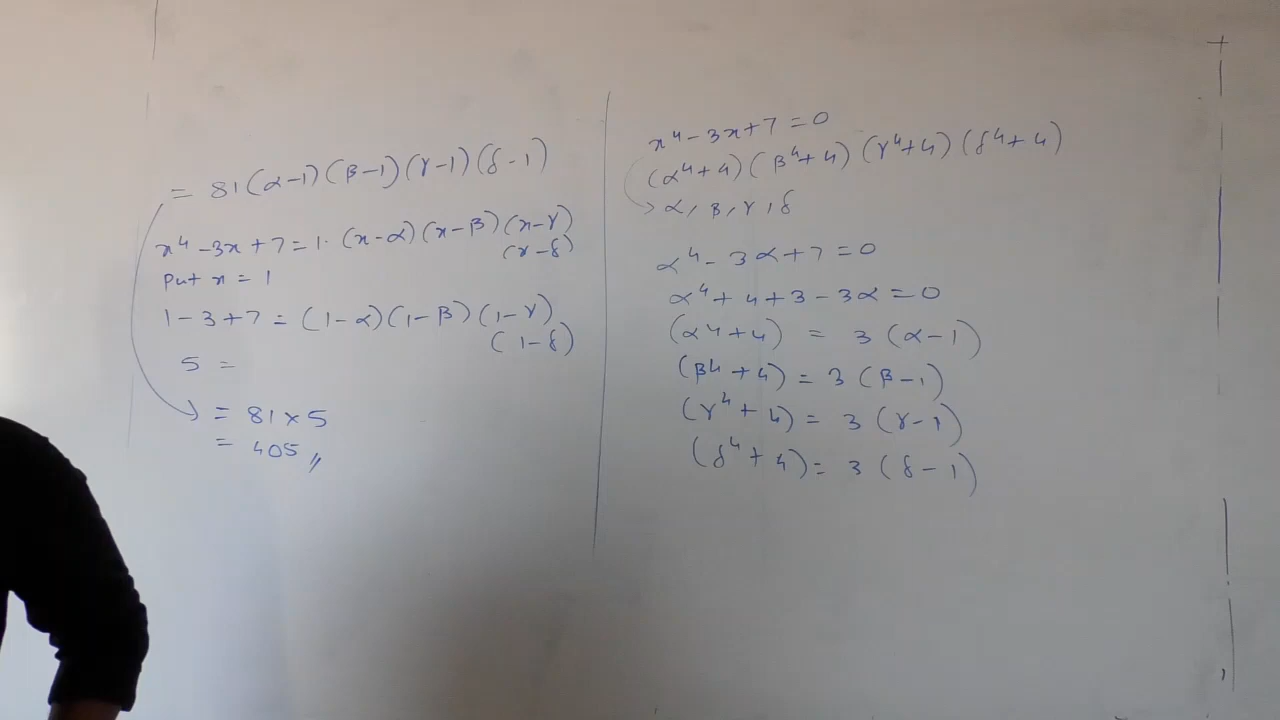 x⁴ - 3x + 7 = 0
(α⁴ + 4) (β⁴ + 4) (γ⁴ + 4) (δ⁴ + 4)
α, β, γ, δ
α⁴ - 3α + 7 = 0
α⁴ + 4 + 3 - 3α = 0
(α⁴ + 4) = 3 (α - 1)
(β⁴ + 4) = 3 (β - 1)
(γ⁴ + 4) = 3 (γ - 1)
(δ⁴ + 4) = 3 (δ - 1)
= 81 (α - 1) (β - 1) (γ - 1) (δ - 1)
x⁴ - 3x + 7 = 1. (x - α) (x - β) (x - γ)
(x - δ)
Put x = 1
1 - 3 + 7 = (1 - α) (1 - β) (1 - γ)
(1 - δ)
5 =
= 81 × 5
= 405 //